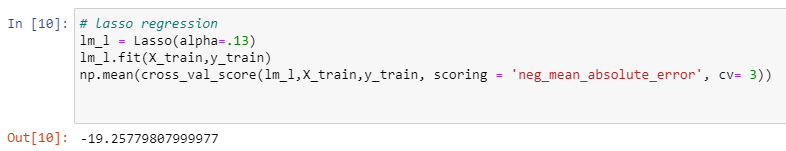 In [10]: # lasso regression
lm_l = Lasso(alpha=.13)
lm_l.fit(X_train,y_train)
np.mean(cross_val_score(lm_l,X_train,y_train, scoring = 'neg_mean_absolute_error', cv= 3))
Out[10]: -19.25779807999977